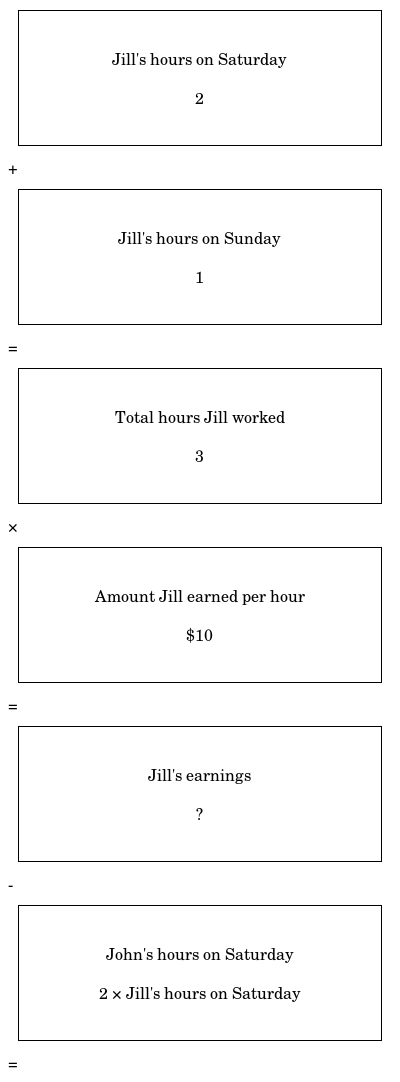 Jill's hours on Saturday
2
+
Jill's hours on Sunday
1
=
Total hours Jill worked
3
×
Amount Jill earned per hour
$10
=
Jill's earnings
?
-
John's hours on Saturday
2 × Jill's hours on Saturday
=